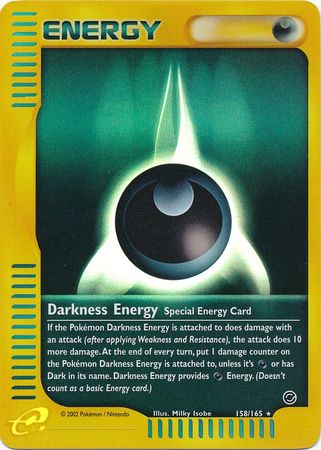 ENERGY
Darkness Energy Special Energy Card
If the Pokémon Darkness Energy is attached to does damage with
an attack (after applying Weakness and Resistance), the attack does 10
more damage. At the end of every turn, put 1 damage counter on
the Pokémon Darkness Energy is attached to, unless it's or has
Dark in its name. Darkness Energy provides Energy. (Doesn't
count as a basic Energy card.)
e
© 2002 Pokémon / Nintendo Illus. Milky Isobe 158/165 ★